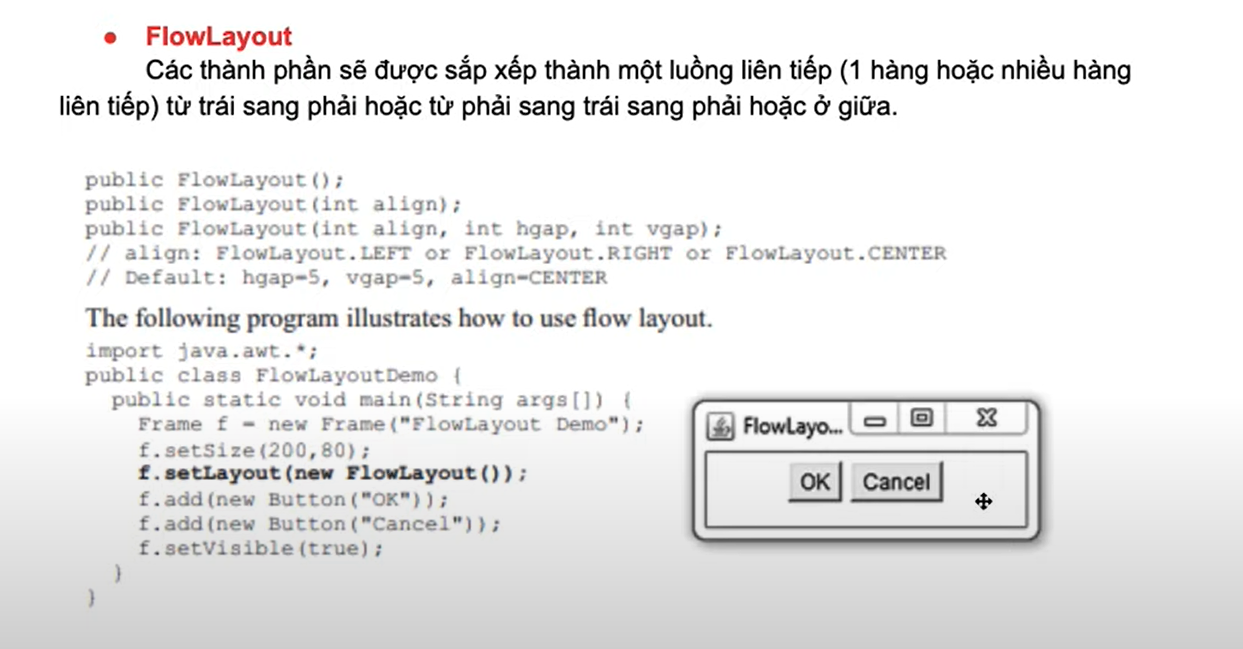 • FlowLayout
Các thành phần sẽ được sắp xếp thành một luồng liên tiếp (1 hàng hoặc nhiều hàng
liên tiếp) từ trái sang phải hoặc từ phải sang trái sang phải hoặc ở giữa.
public FlowLayout();
public FlowLayout(int align);
public FlowLayout(int align, int hgap, int vgap);
// align: FlowLayout.LEFT or FlowLayout.RIGHT or FlowLayout.CENTER
// Default: hgap=5, vgap=5, align=CENTER
The following program illustrates how to use flow layout.
import java.awt.*;
public class FlowLayoutDemo {
public static void main(String args[]) {
Frame f = new Frame("FlowLayout Demo");
f.setSize(200,80);
f.setLayout(new FlowLayout());
f.add(new Button("OK"));
f.add(new Button("Cancel"));
f.setVisible(true);
}
}
FlowLayo...
OK Cancel